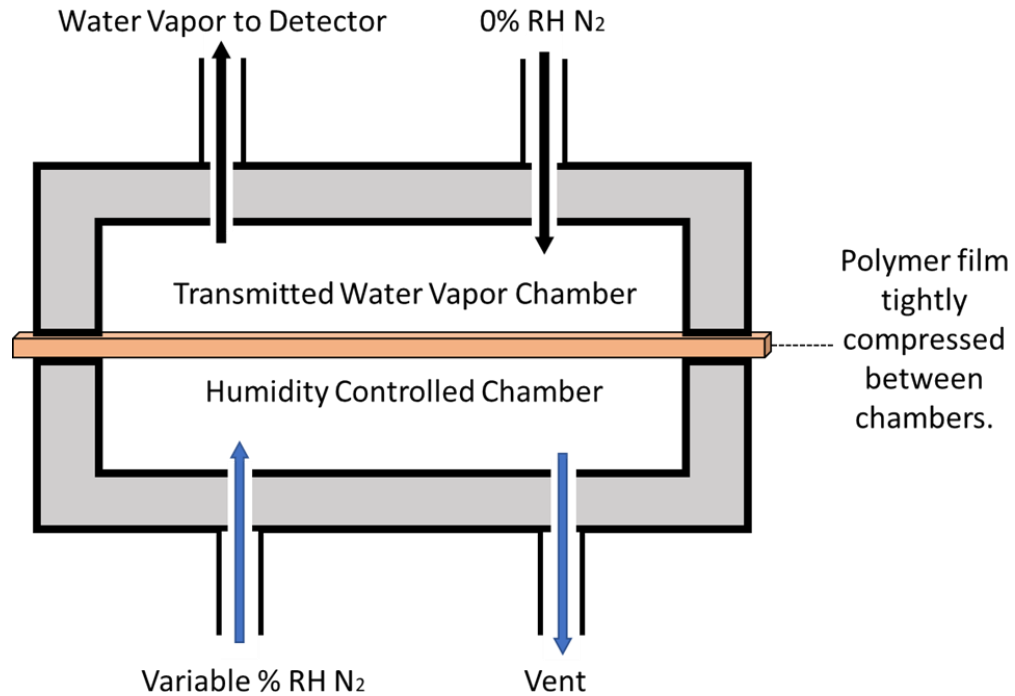 Water Vapor to Detector
0% RH N2
Transmitted Water Vapor Chamber
Polymer film
tightly
compressed
between
chambers.
Humidity Controlled Chamber
Variable % RH N2
Vent